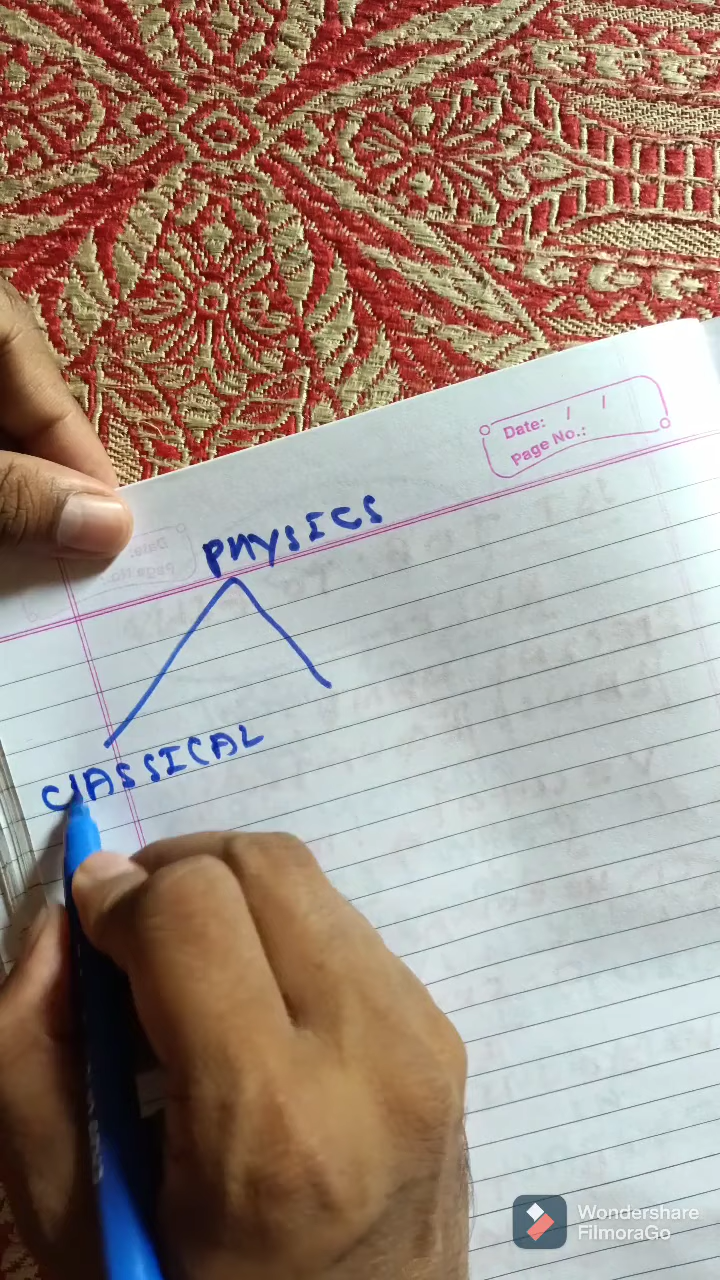 Date: / /
Page No.:
PHYSICS
CLASSICAL
Wondershare
FilmoraGo